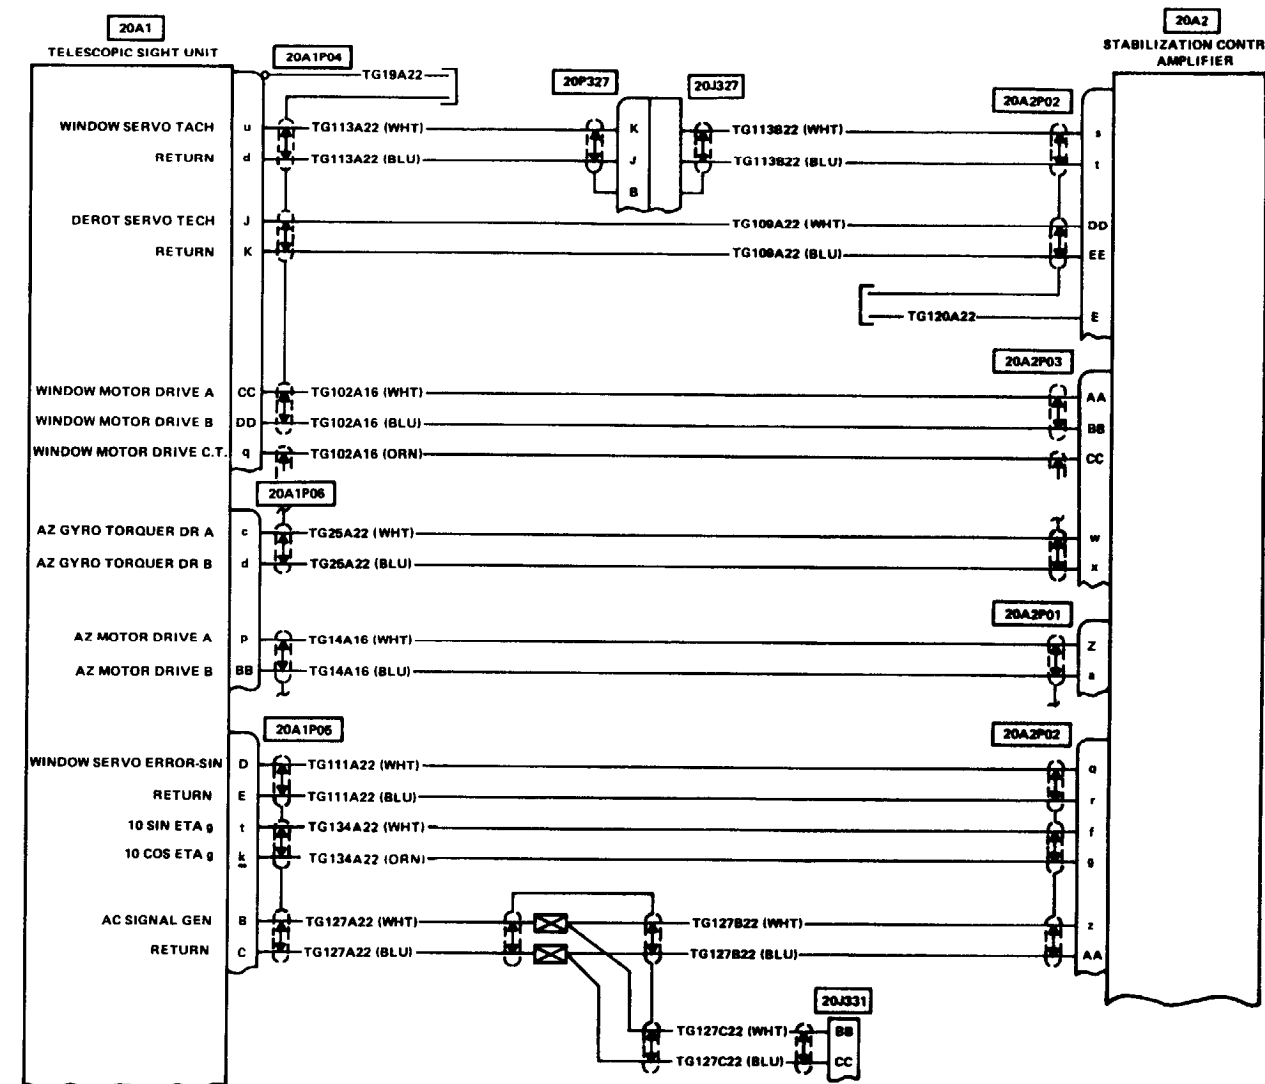 20A1
TELESCOPIC SIGHT UNIT
20A2
STABILIZATION CONTR
AMPLIFIER
20A1P04
TG19A22
20P327
20J327
20A2P02
WINDOW SERVO TACH u TG113A22 (WHT) K TG113B22 (WHT) s
RETURN d TG113A22 (BLU) J TG113B22 (BLU) t
B
DEROT SERVO TECH J TG109A22 (WHT) DD
RETURN K TG109A22 (BLU) EE
TG120A22 E
20A2P03
WINDOW MOTOR DRIVE A CC TG102A16 (WHT) AA
WINDOW MOTOR DRIVE B DD TG102A16 (BLU) BB
WINDOW MOTOR DRIVE C.T. q TG102A16 (ORN) CC
20A1P06
AZ GYRO TORQUER DR A c TG25A22 (WHT) w
AZ GYRO TORQUER DR B d TG25A22 (BLU) x
20A2P01
AZ MOTOR DRIVE A p TG14A16 (WHT) Z
AZ MOTOR DRIVE B BB TG14A16 (BLU) a
20A1P05
20A2P02
WINDOW SERVO ERROR-SIN D TG111A22 (WHT) q
RETURN E TG111A22 (BLU) r
10 SIN ETA g t TG134A22 (WHT) f
10 COS ETA g k TG134A22 (ORN) g
AC SIGNAL GEN B TG127A22 (WHT) TG127B22 (WHT) z
RETURN C TG127A22 (BLU) TG127B22 (BLU) AA
20J331
TG127C22 (WHT) BB
TG127C22 (BLU) CC